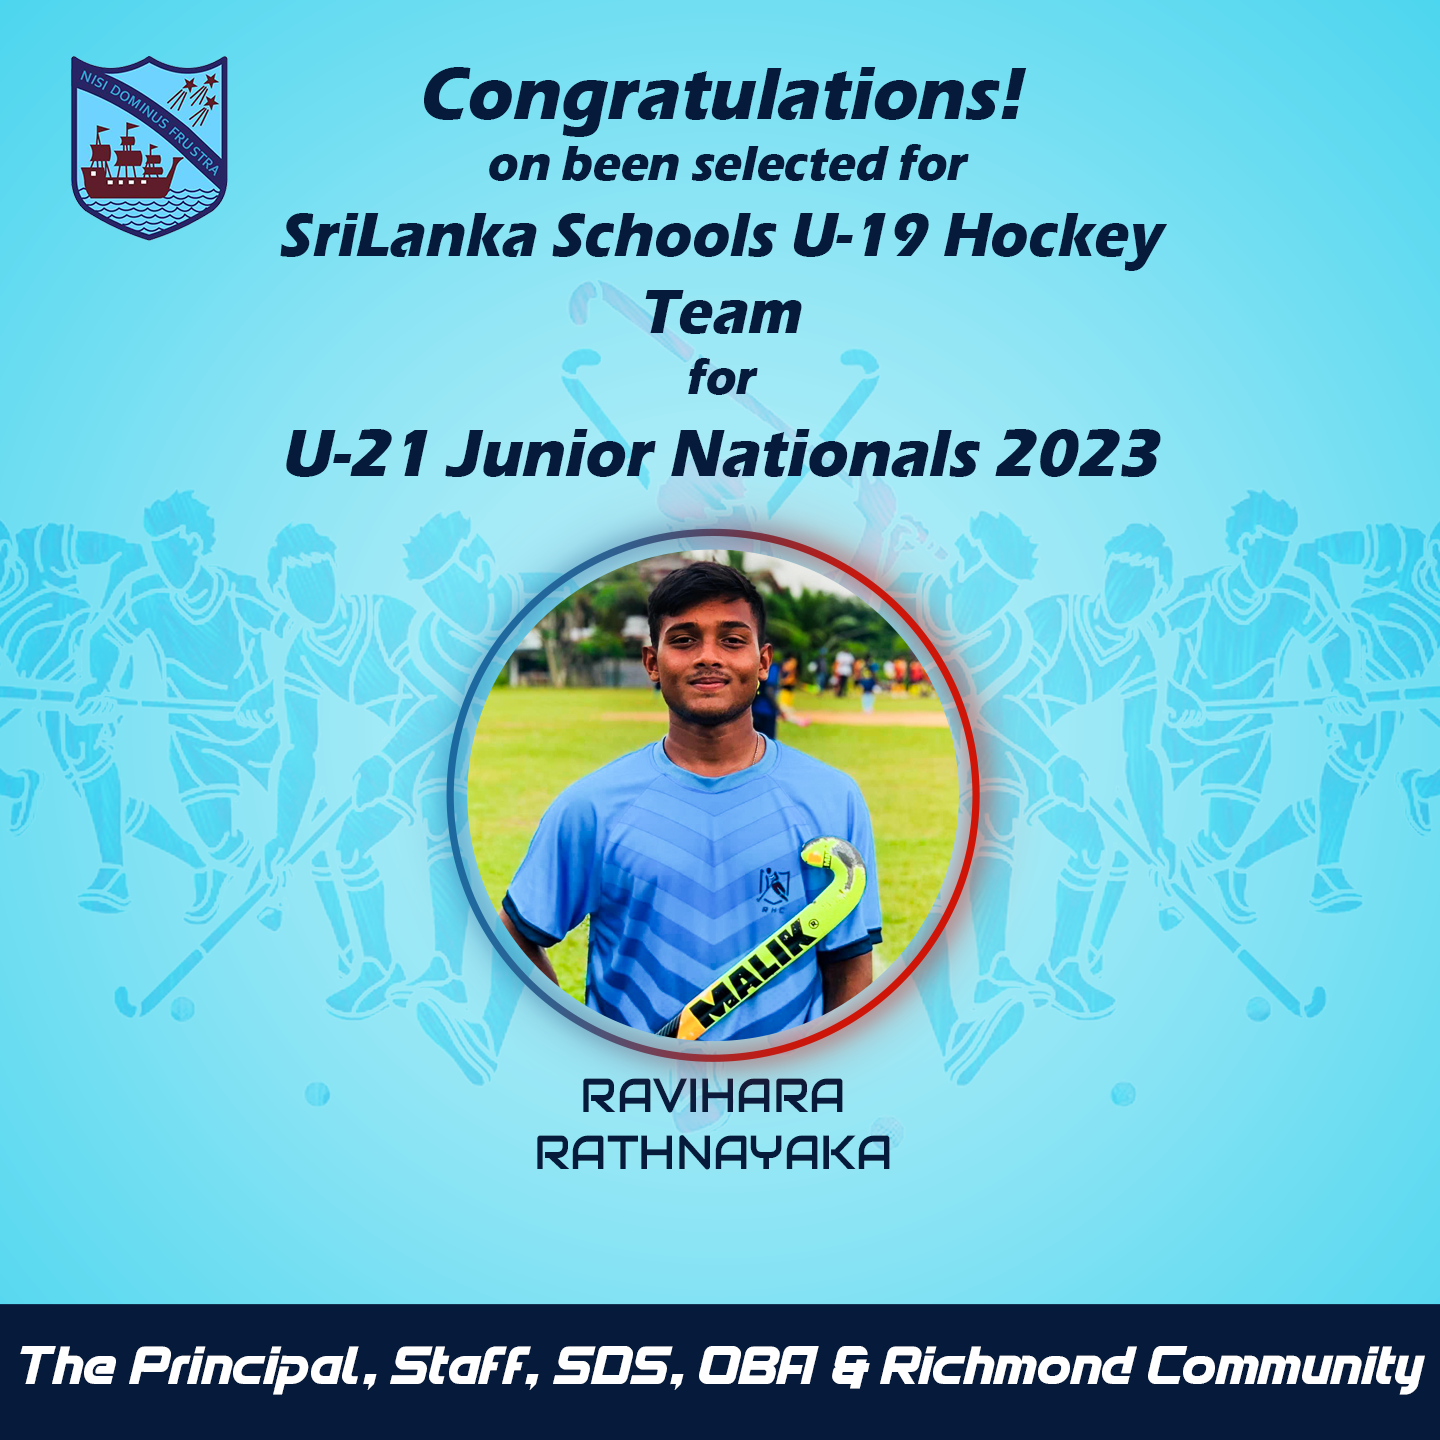 NISI DOMINUS FRUSTRA
Congratulations!
on been selected for
SriLanka Schools U-19 Hockey
Team
for
U-21 Junior Nationals 2023
RHC
MALIK
RAVIHARA
RATHNAYAKA
The Principal, Staff, SDS, OBA & Richmond Community